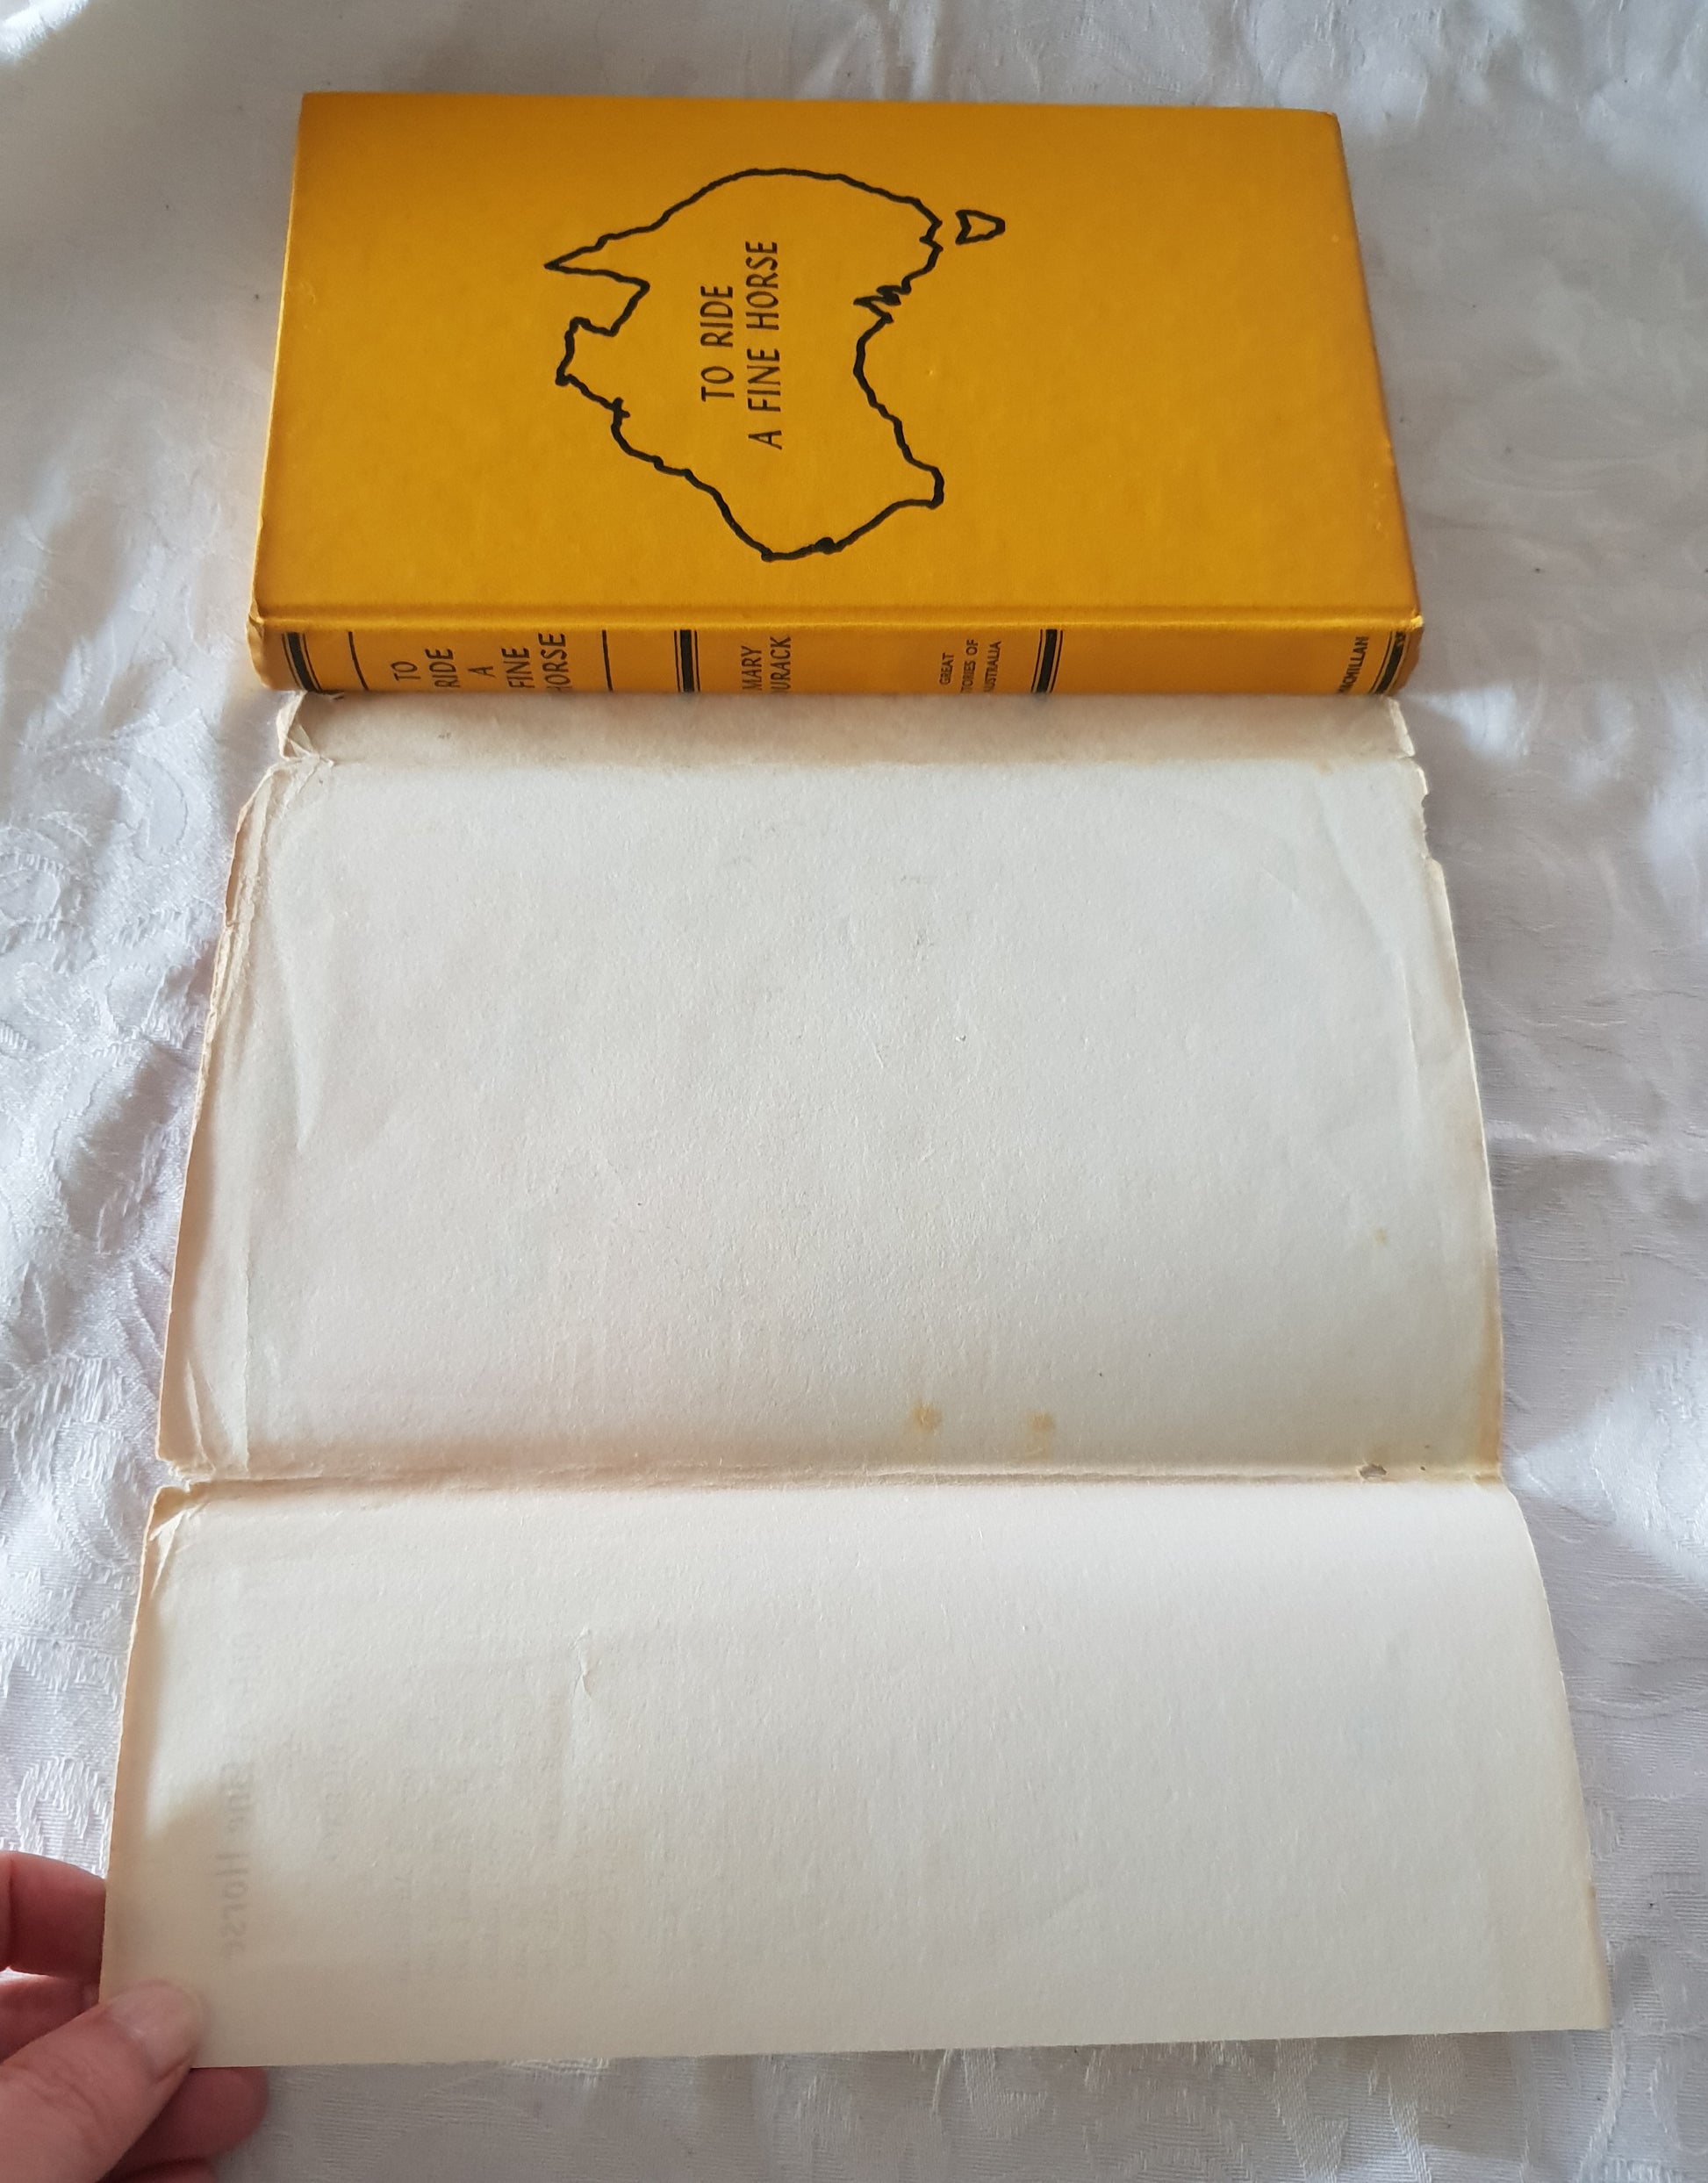 TO RIDE
A FINE HORSE
TO
RIDE
A
FINE
HORSE
MARY
DURACK
GREAT
STORIES OF
AUSTRALIA
MACMILLAN